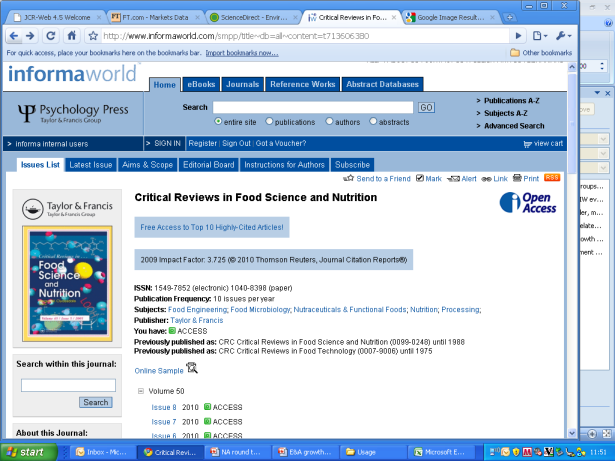 JCR-Web 4.5 Welcome
FT.com - Markets Data
ScienceDirect - Envir...
Critical Reviews in Fo...
Google Image Result...
http://www.informaworld.com/smpp/title~db=all~content=t713606380
For quick access, place your bookmarks here on the bookmarks bar. Import bookmarks now...
Other bookmarks
informaworld
Home eBooks Journals Reference Works Abstract Databases
Psychology Press
Taylor & Francis Group
Search GO
entire site publications authors abstracts
> Publications A-Z
> Subjects A-Z
> Advanced Search
> informa internal users
> SIGN IN Register | Sign Out | Got a Voucher?
view cart
Issues List Latest Issue Aims & Scope Editorial Board Instructions for Authors Subscribe
Send to a Friend Mark Alert Link Print RSS
Taylor & Francis
Taylor & Francis Group
Critical Reviews in Food Science and Nutrition
Open Access
Free Access to Top 10 Highly-Cited Articles!
2009 Impact Factor: 3.725 (© 2010 Thomson Reuters, Journal Citation Reports®)
Food Science and Nutrition
ISSN: 1549-7852 (electronic) 1040-8398 (paper)
Publication Frequency: 10 issues per year
Subjects: Food Engineering; Food Microbiology; Nutraceuticals & Functional Foods; Nutrition; Processing;
Publisher: Taylor & Francis
You have: ACCESS
Previously published as: CRC Critical Reviews in Food Science and Nutrition (0099-0248) until 1988
Previously published as: CRC Critical Reviews in Food Technology (0007-9006) until 1975
Online Sample
Search within this journal:
Search
About this Journal:
Volume 50
Issue 8 2010 ACCESS
Issue 7 2010 ACCESS
Issue 6 2010 ACCESS
start
Inbox - Mic...
Critical Revi...
NA round t...
E&A growth...
Usage
Microsoft E...
11:51